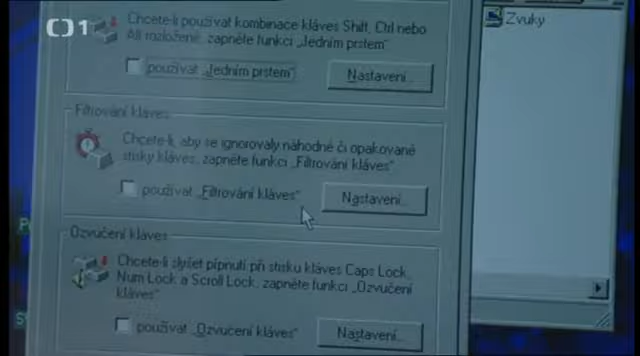 1
Chcete-li používat kombinace kláves Shift, Ctrl nebo
Alt rozloženě, zapněte funkci „Jedním prstem“
používat „Jedním prstem“
Nastavení...
Zvuky
Filtrování kláves
Chcete-li, aby se ignorovaly náhodné či opakované
stisky kláves, zapněte funkci „Filtrování kláves“
používat „Filtrování kláves“
Nastavení...
Ozvučení kláves
Chcete-li slyšet pípnutí při stisku kláves Caps Lock,
Num Lock a Scroll Lock, zapněte funkci „Ozvučení
kláves“
používat „Ozvučení kláves“
Nastavení...